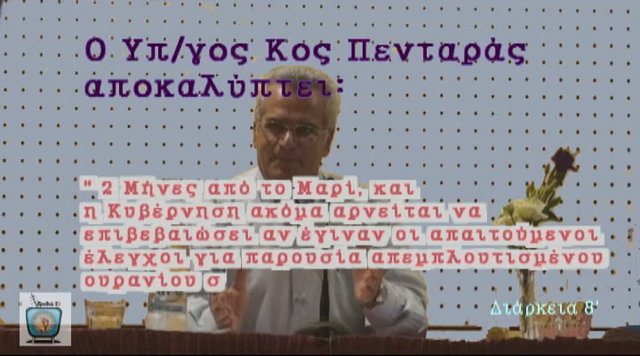 Ο Υπ/γος Κος Πενταράς
αποκαλύπτει:
" 2 Μήνες από το Μαρί, και
η Κυβέρνηση ακόμα αρνείται να
επιβεβαιώσει αν έγιναν οι απαιτούμενοι
έλεγχοι για παρουσία απεμπλουτισμένου
ουρανίου σ
Διάρκεια 8'